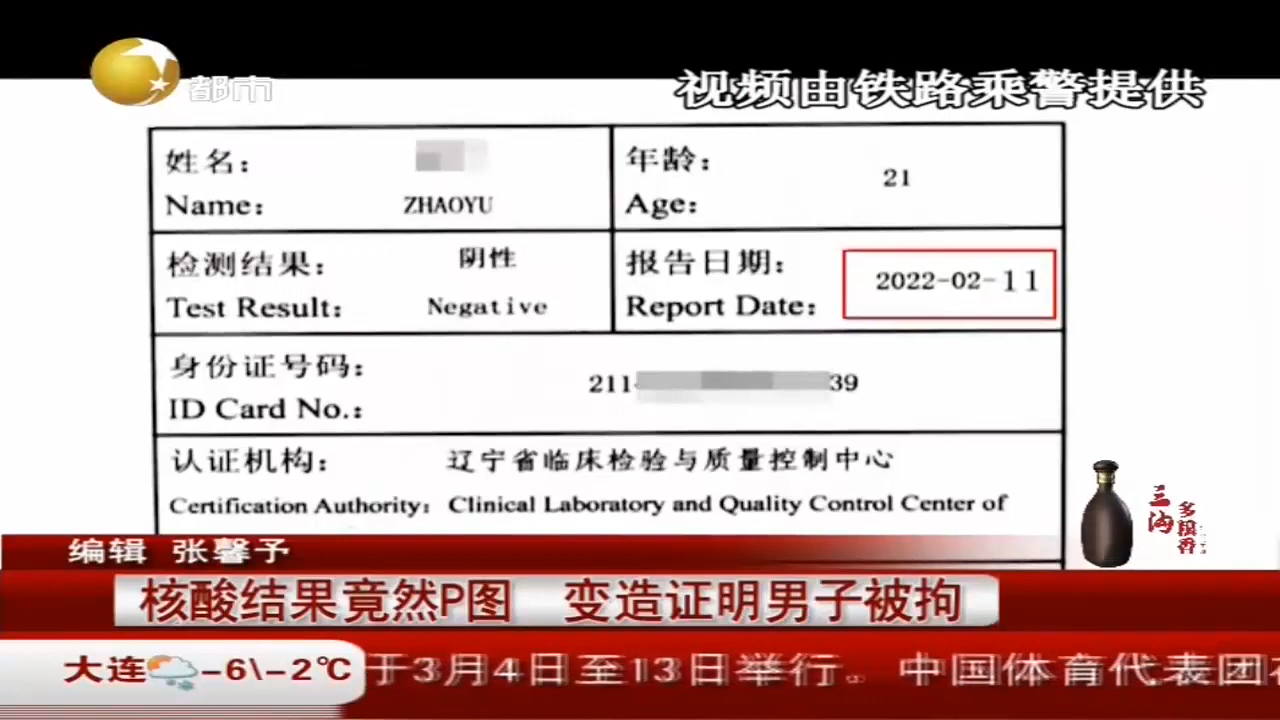 都市
视频由铁路乘警提供
姓名:
Name: ZHAOYU
年龄: 21
Age:
检测结果: 阴性
Test Result: Negative
报告日期: 2022-02-11
Report Date:
身份证号码:
ID Card No.: 211 39
认证机构: 辽宁省临床检验与质量控制中心
Certification Authority: Clinical Laboratory and Quality Control Center of
三沟
多粮香
编辑 张馨予
核酸结果竟然P图 变造证明男子被拘
大连 -6\-2℃
于3月4日至13日举行。中国体育代表团在